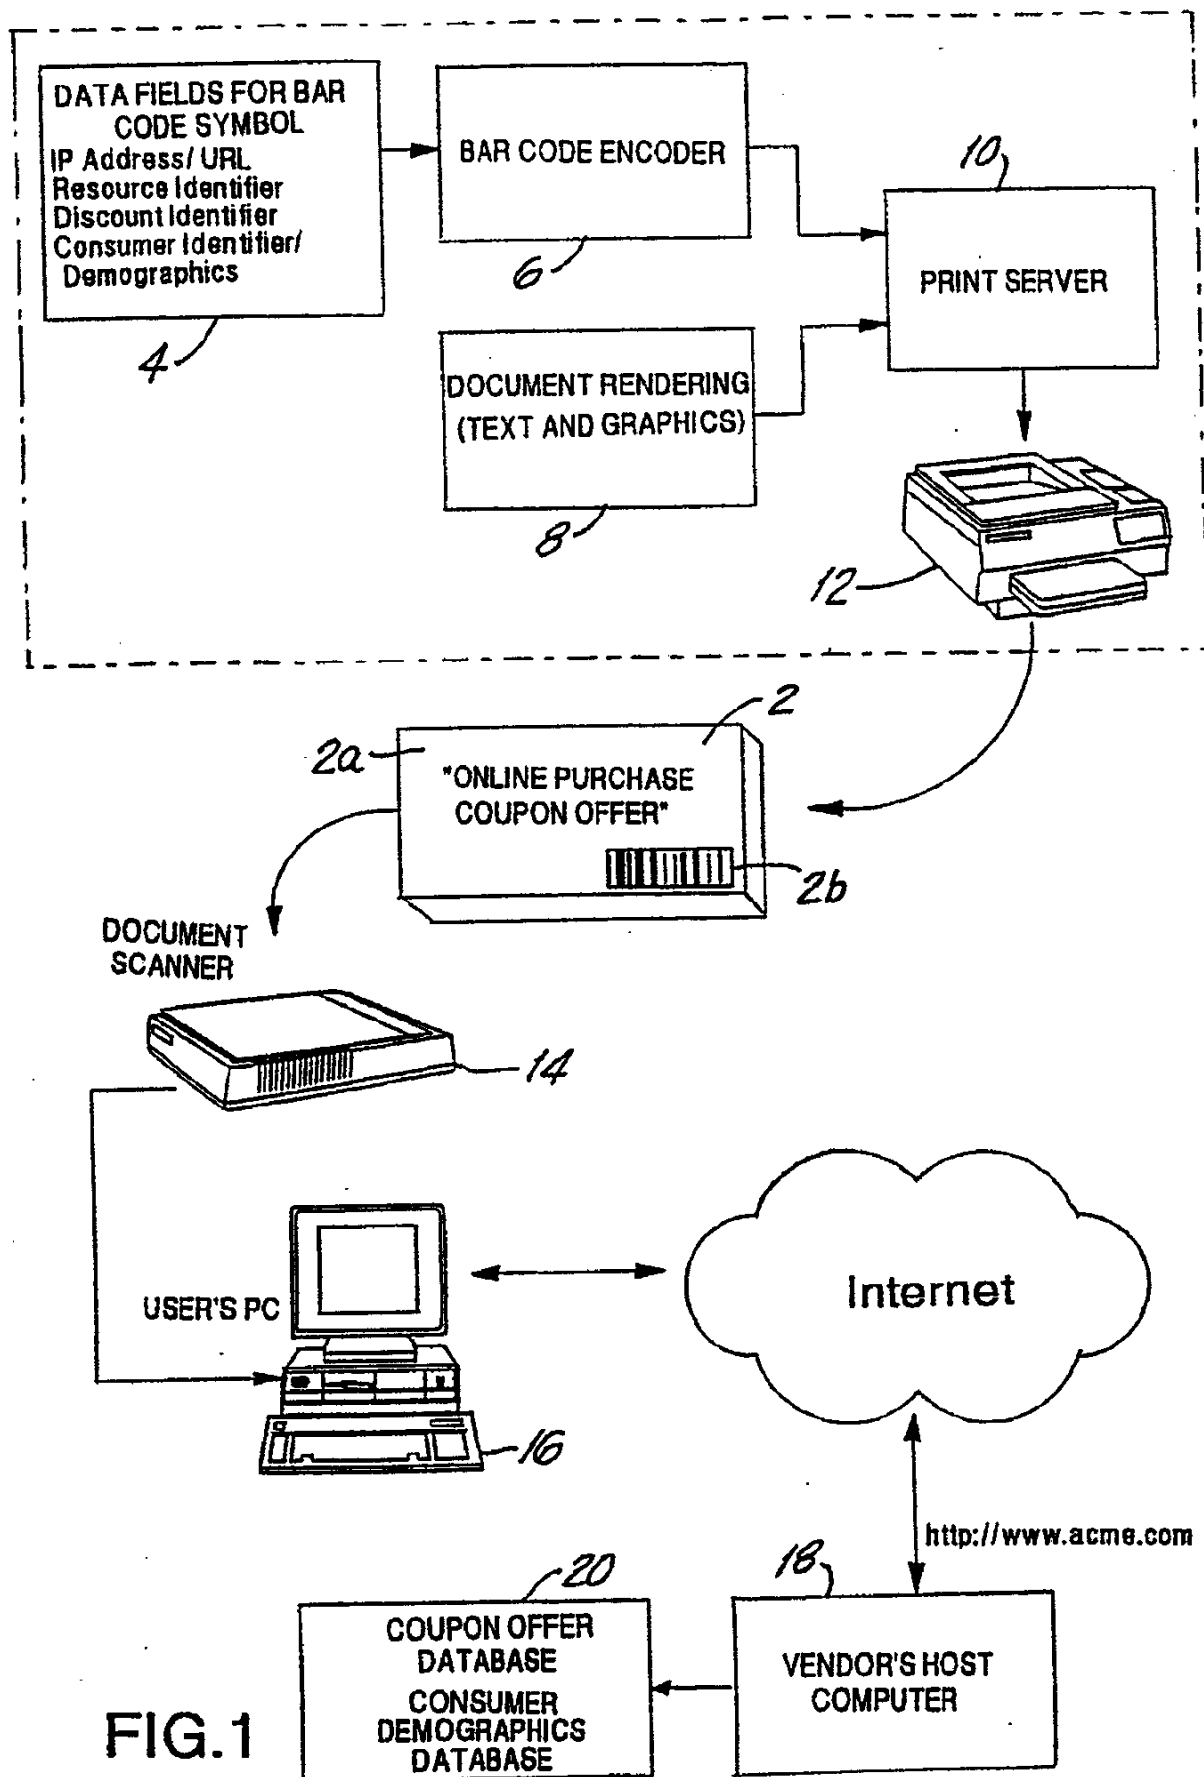 DATA FIELDS FOR BAR
CODE SYMBOL
IP Address/ URL
Resource Identifier
Discount Identifier
Consumer Identifier/
Demographics
4
BAR CODE ENCODER
6
DOCUMENT RENDERING
(TEXT AND GRAPHICS)
8
10
PRINT SERVER
12
2
2a
"ONLINE PURCHASE
COUPON OFFER"
2b
DOCUMENT
SCANNER
14
USER'S PC
16
Internet
http://www.acme.com
18
VENDOR'S HOST
COMPUTER
20
COUPON OFFER
DATABASE
CONSUMER
DEMOGRAPHICS
DATABASE
FIG.1